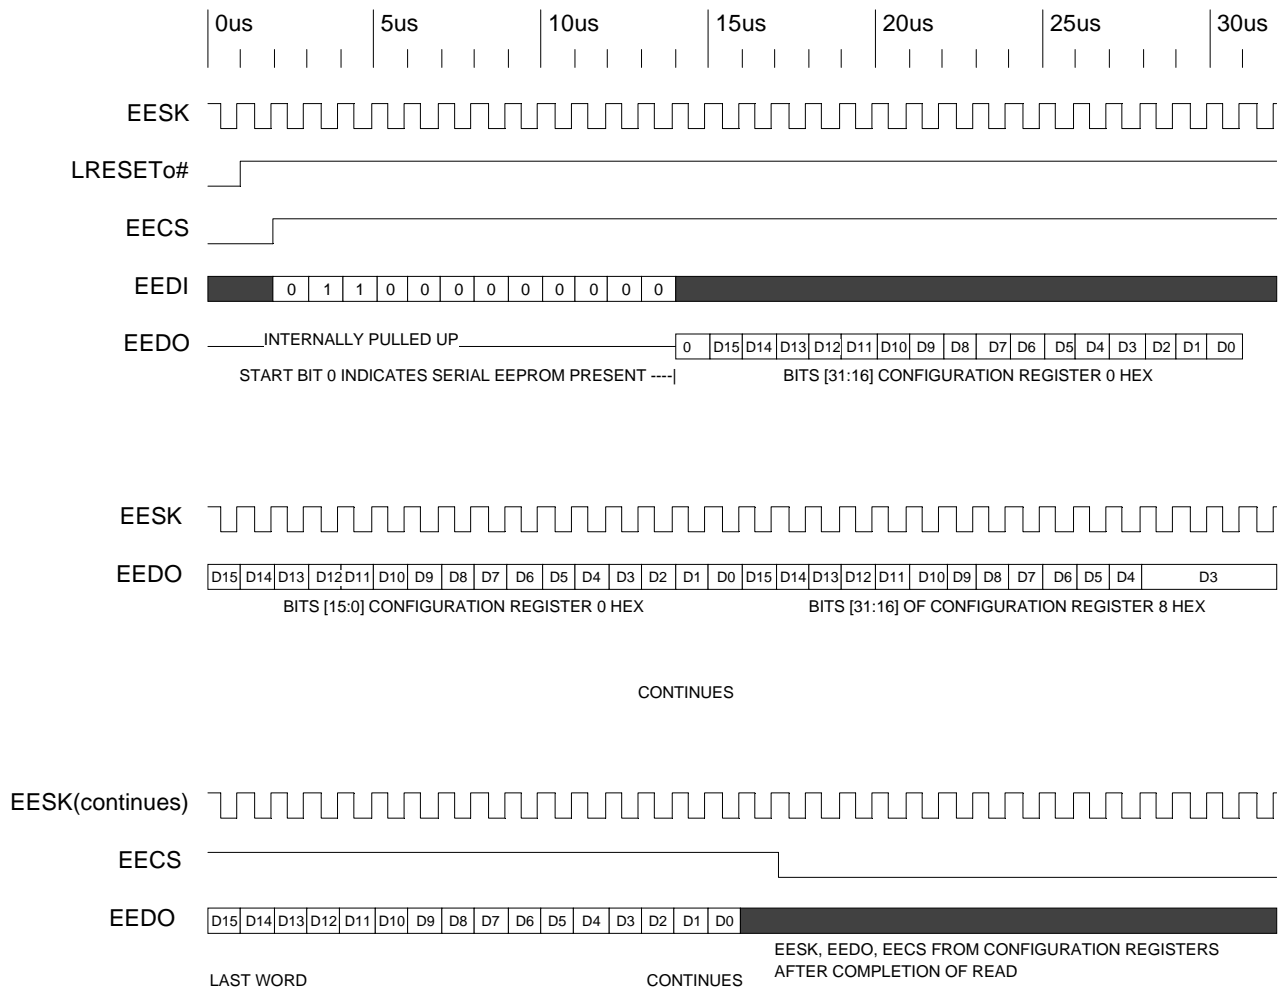 0us 5us 10us 15us 20us 25us 30us
EESK
LRESETo#
EECS
EEDI 0 1 1 0 0 0 0 0 0 0 0 0
EEDO INTERNALLY PULLED UP 0 D15 D14 D13 D12 D11 D10 D9 D8 D7 D6 D5 D4 D3 D2 D1 D0
START BIT 0 INDICATES SERIAL EEPROM PRESENT ----| BITS [31:16] CONFIGURATION REGISTER 0 HEX
EESK
EEDO D15 D14 D13 D12 D11 D10 D9 D8 D7 D6 D5 D4 D3 D2 D1 D0 D15 D14 D13 D12 D11 D10 D9 D8 D7 D6 D5 D4 D3
BITS [15:0] CONFIGURATION REGISTER 0 HEX BITS [31:16] OF CONFIGURATION REGISTER 8 HEX
CONTINUES
EESK(continues)
EECS
EEDO D15 D14 D13 D12 D11 D10 D9 D8 D7 D6 D5 D4 D3 D2 D1 D0
EESK, EEDO, EECS FROM CONFIGURATION REGISTERS
AFTER COMPLETION OF READ
LAST WORD CONTINUES